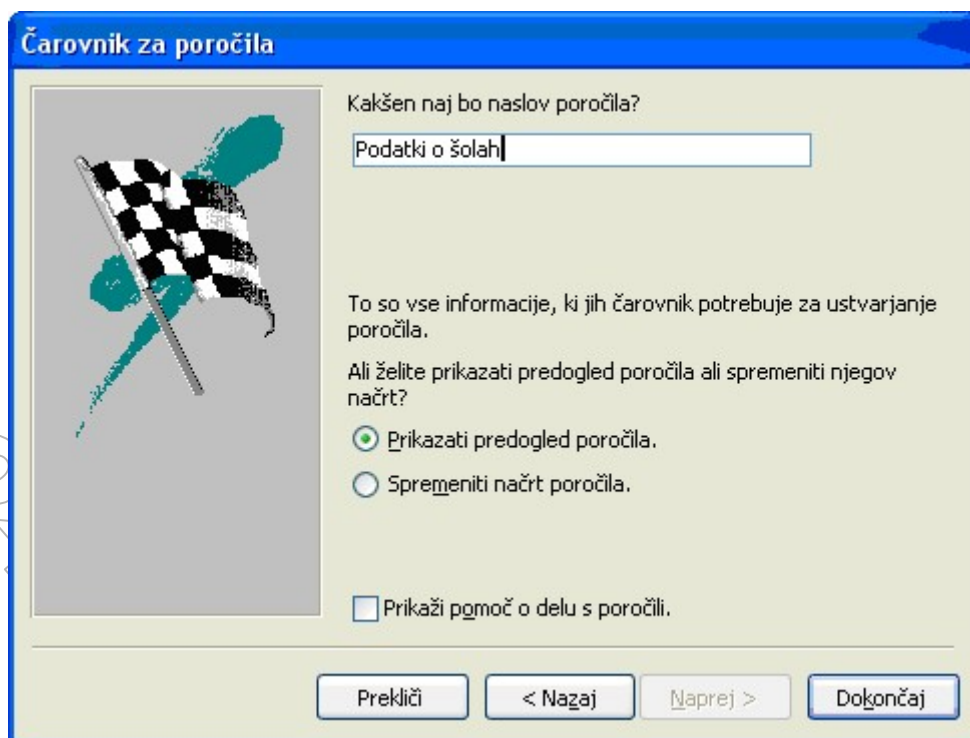 Čarovnik za poročila
Kakšen naj bo naslov poročila?
Podatki o šolah
To so vse informacije, ki jih čarovnik potrebuje za ustvarjanje
poročila.
Ali želite prikazati predogled poročila ali spremeniti njegov
načrt?
Prikazati predogled poročila.
Spremeniti načrt poročila.
Prikaži pomoč o delu s poročili.
Prekliči
< Nazaj
Naprej >
Dokončaj